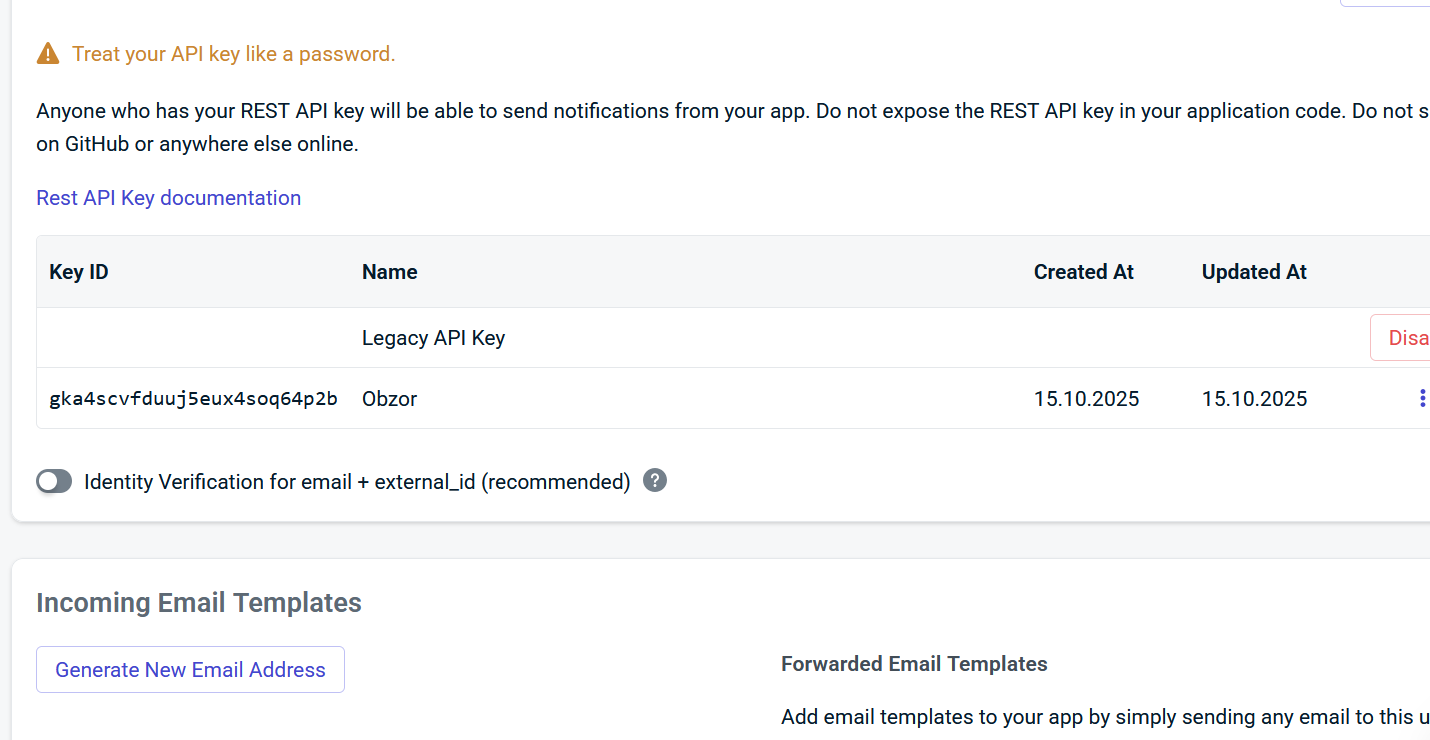 Treat your API key like a password.
Anyone who has your REST API key will be able to send notifications from your app. Do not expose the REST API key in your application code. Do not s
on GitHub or anywhere else online.
Rest API Key documentation
Key ID Name Created At Updated At
Legacy API Key Disa
gka4scvfduuj5eux4soq64p2b Obzor 15.10.2025 15.10.2025
Identity Verification for email + external_id (recommended) ?
Incoming Email Templates
Generate New Email Address
Forwarded Email Templates
Add email templates to your app by simply sending any email to this u